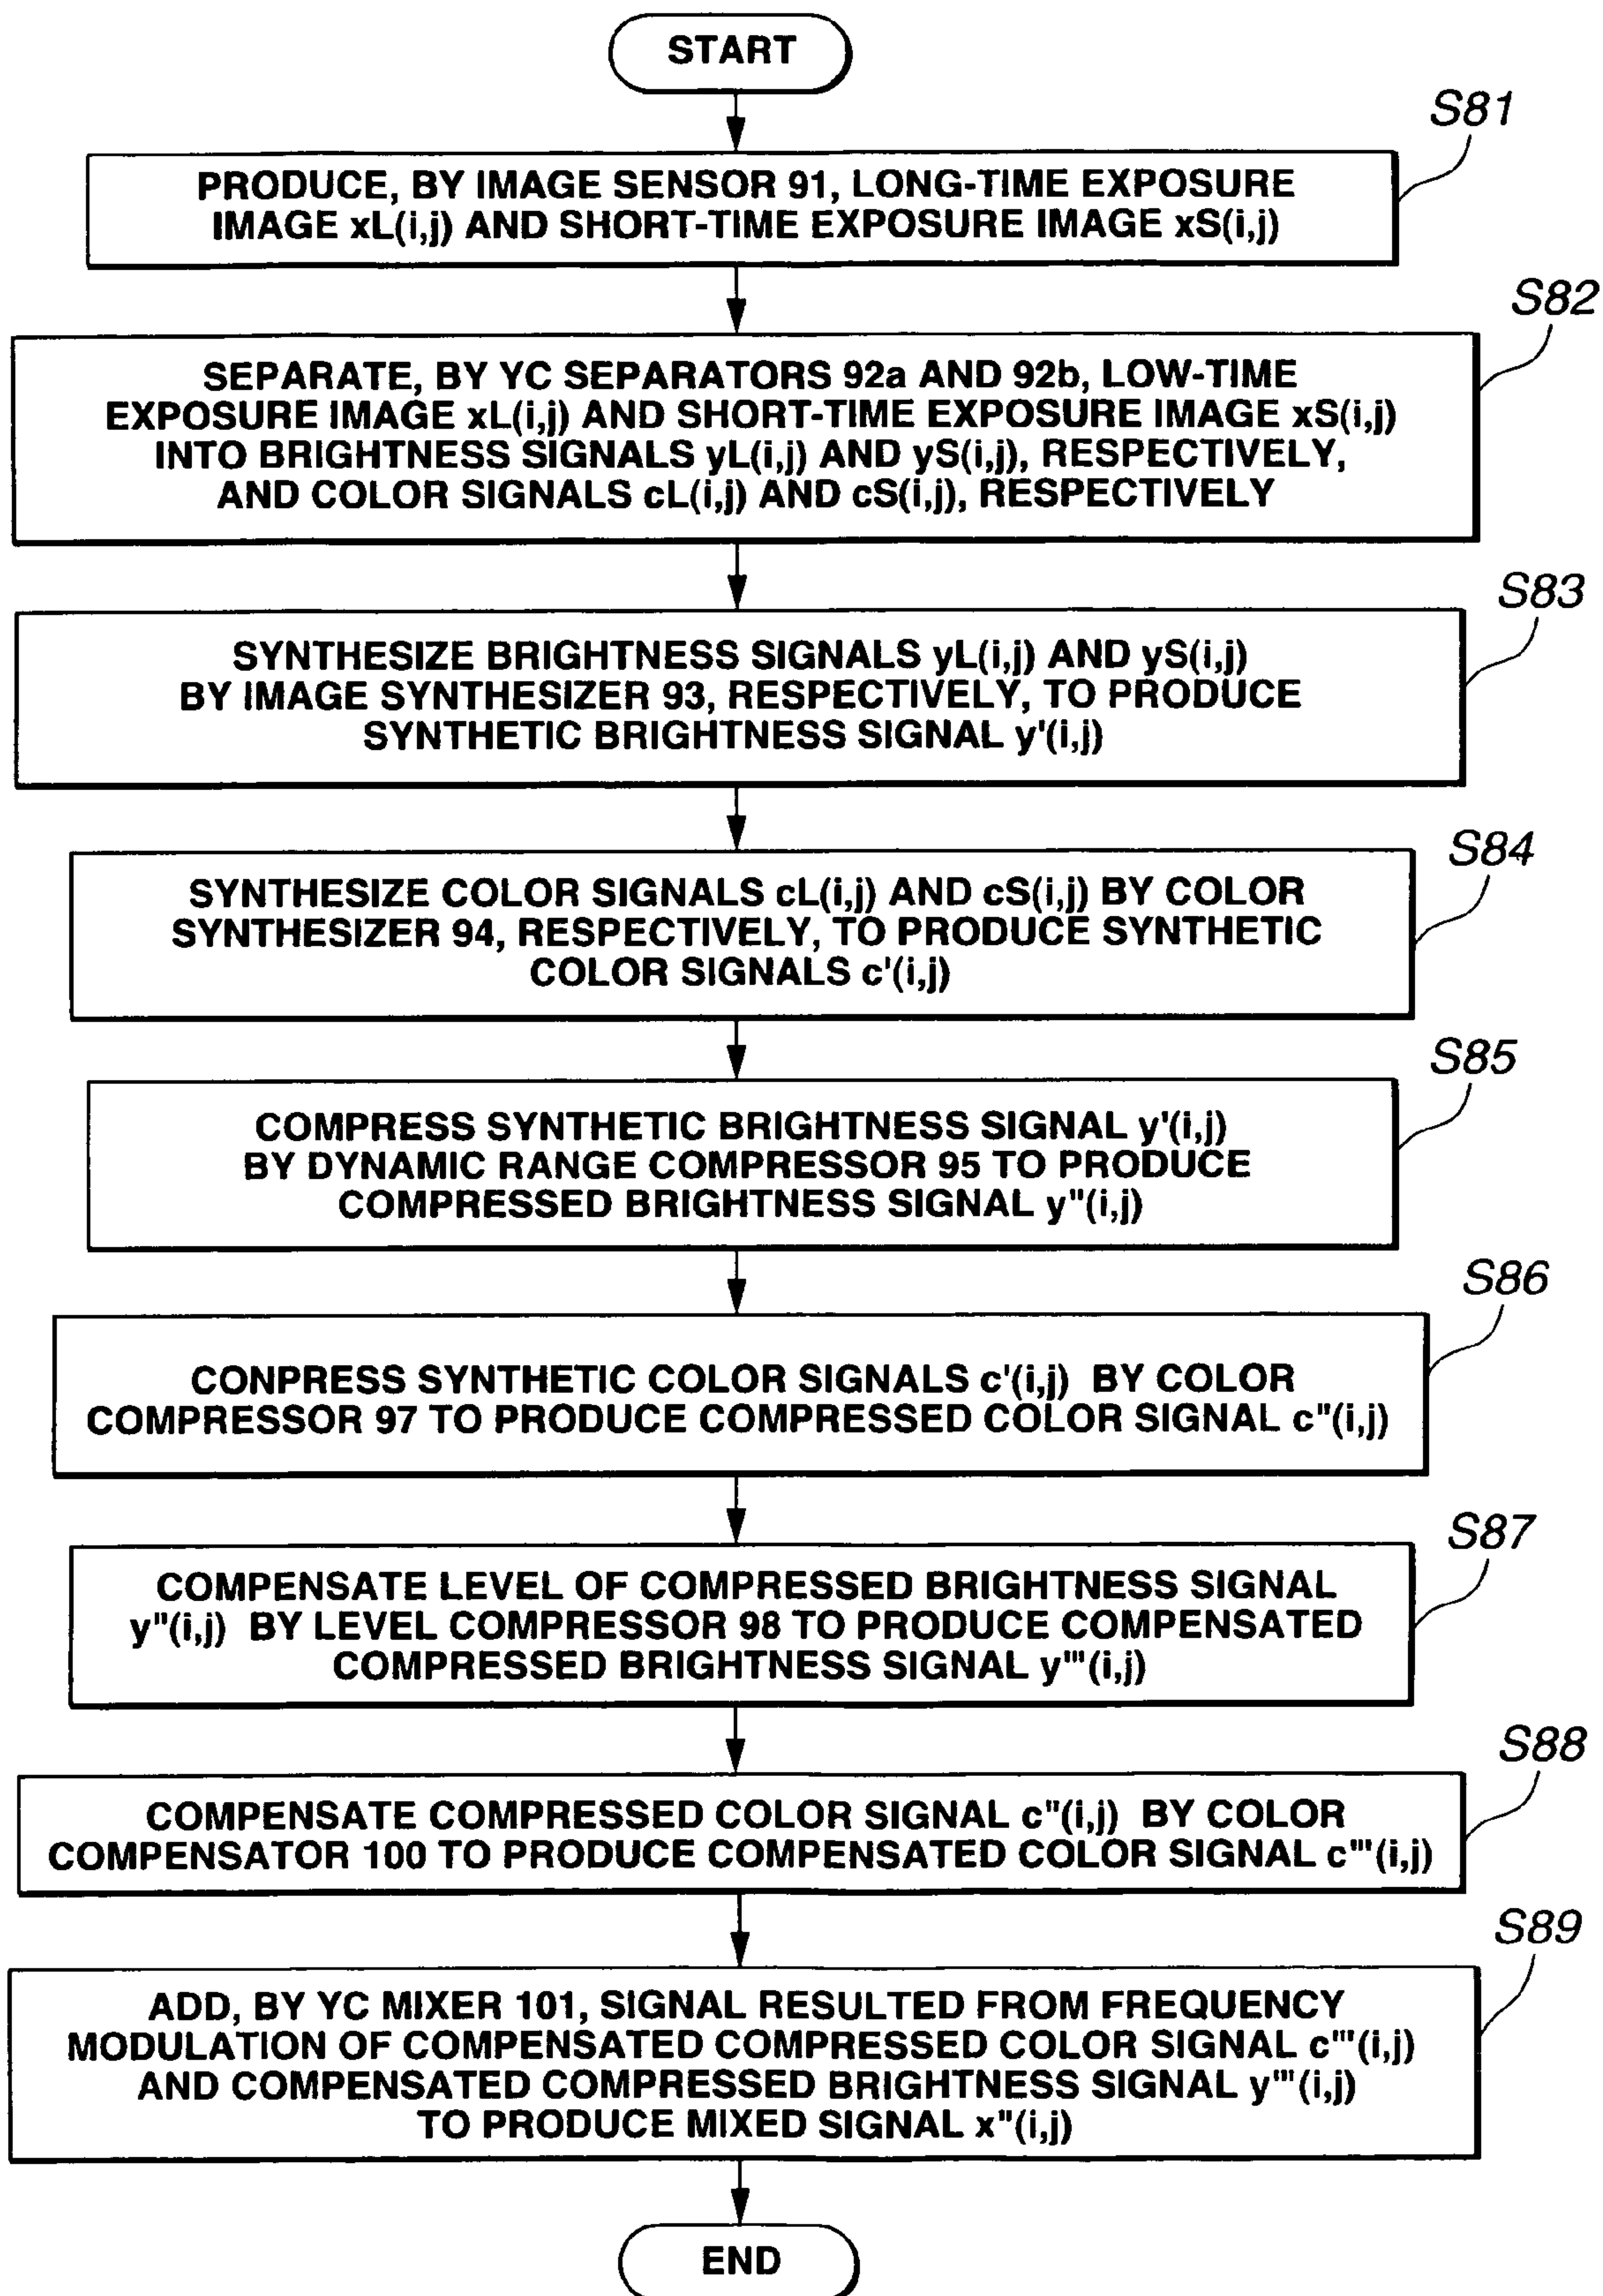 START
S81
PRODUCE, BY IMAGE SENSOR 91, LONG-TIME EXPOSURE
IMAGE xL(i,j) AND SHORT-TIME EXPOSURE IMAGE xS(i,j)
S82
SEPARATE, BY YC SEPARATORS 92a AND 92b, LOW-TIME
EXPOSURE IMAGE xL(i,j) AND SHORT-TIME EXPOSURE IMAGE xS(i,j)
INTO BRIGHTNESS SIGNALS yL(i,j) AND yS(i,j), RESPECTIVELY,
AND COLOR SIGNALS cL(i,j) AND cS(i,j), RESPECTIVELY
S83
SYNTHESIZE BRIGHTNESS SIGNALS yL(i,j) AND yS(i,j)
BY IMAGE SYNTHESIZER 93, RESPECTIVELY, TO PRODUCE
SYNTHETIC BRIGHTNESS SIGNAL y'(i,j)
S84
SYNTHESIZE COLOR SIGNALS cL(i,j) AND cS(i,j) BY COLOR
SYNTHESIZER 94, RESPECTIVELY, TO PRODUCE SYNTHETIC
COLOR SIGNALS c'(i,j)
S85
COMPRESS SYNTHETIC BRIGHTNESS SIGNAL y'(i,j)
BY DYNAMIC RANGE COMPRESSOR 95 TO PRODUCE
COMPRESSED BRIGHTNESS SIGNAL y"(i,j)
S86
CONPRESS SYNTHETIC COLOR SIGNALS c'(i,j) BY COLOR
COMPRESSOR 97 TO PRODUCE COMPRESSED COLOR SIGNAL c"(i,j)
S87
COMPENSATE LEVEL OF COMPRESSED BRIGHTNESS SIGNAL
y"(i,j) BY LEVEL COMPRESSOR 98 TO PRODUCE COMPENSATED
COMPRESSED BRIGHTNESS SIGNAL y"'(i,j)
S88
COMPENSATE COMPRESSED COLOR SIGNAL c"(i,j) BY COLOR
COMPENSATOR 100 TO PRODUCE COMPENSATED COLOR SIGNAL c"'(i,j)
S89
ADD, BY YC MIXER 101, SIGNAL RESULTED FROM FREQUENCY
MODULATION OF COMPENSATED COMPRESSED COLOR SIGNAL c"'(i,j)
AND COMPENSATED COMPRESSED BRIGHTNESS SIGNAL y"'(i,j)
TO PRODUCE MIXED SIGNAL x"(i,j)
END